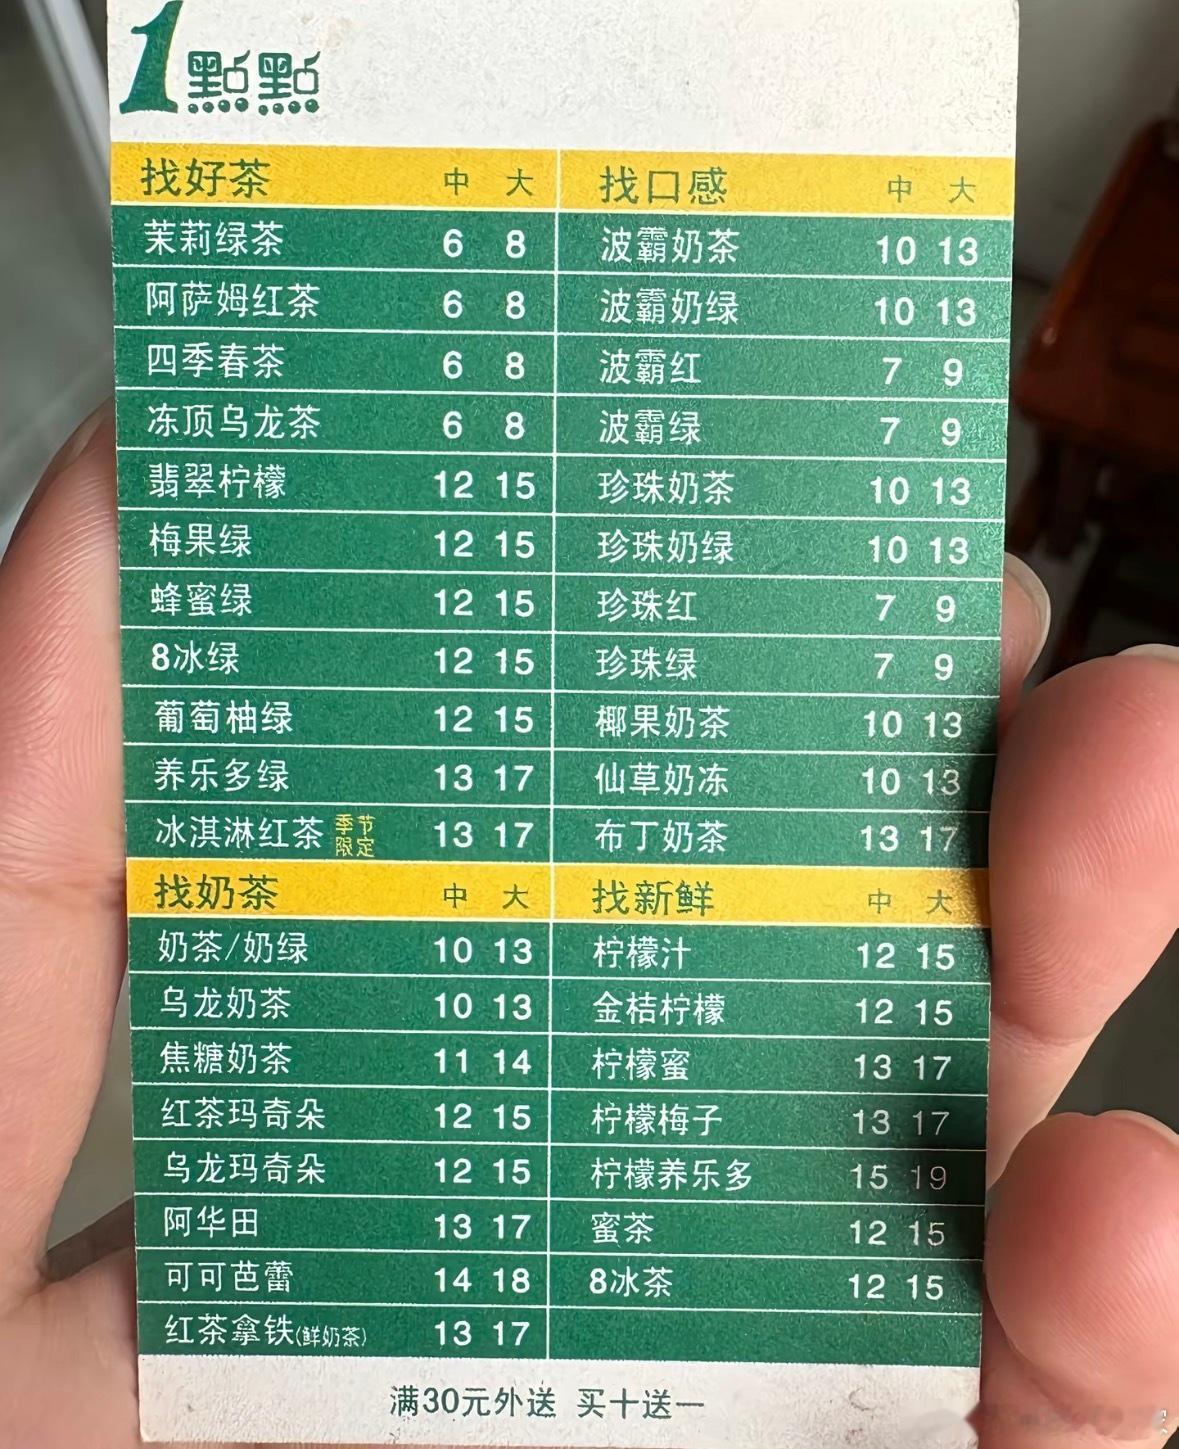 1點點
找好茶 中 大
茉莉绿茶 6 8
阿萨姆红茶 6 8
四季春茶 6 8
冻顶乌龙茶 6 8
翡翠柠檬 12 15
梅果绿 12 15
蜂蜜绿 12 15
8冰绿 12 15
葡萄柚绿 12 15
养乐多绿 13 17
冰淇淋红茶 季节限定 13 17
找奶茶 中 大
奶茶/奶绿 10 13
乌龙奶茶 10 13
焦糖奶茶 11 14
红茶玛奇朵 12 15
乌龙玛奇朵 12 15
阿华田 13 17
可可芭蕾 14 18
红茶拿铁(鲜奶茶) 13 17
找口感 中 大
波霸奶茶 10 13
波霸奶绿 10 13
波霸红 7 9
波霸绿 7 9
珍珠奶茶 10 13
珍珠奶绿 10 13
珍珠红 7 9
珍珠绿 7 9
椰果奶茶 10 13
仙草奶冻 10 13
布丁奶茶 13 17
找新鲜 中 大
柠檬汁 12 15
金桔柠檬 12 15
柠檬蜜 13 17
柠檬梅子 13 17
柠檬养乐多 15 19
蜜茶 12 15
8冰茶 12 15
满30元外送 买十送一